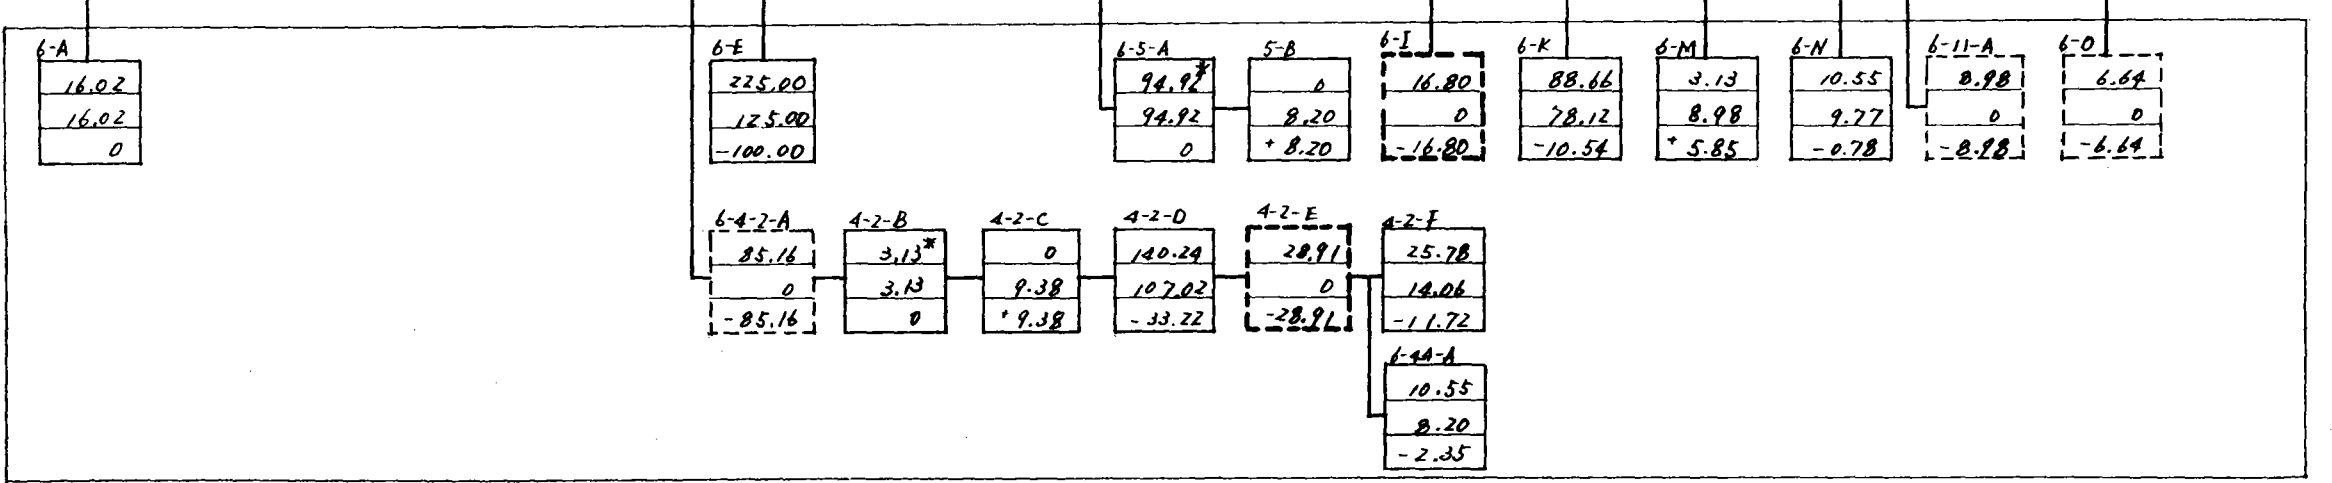 6-A 6-E 6-5-A 5-B 6-I 6-K 6-M 6-N 6-11-A 6-O
16.02 225.00 94.92* 0 16.80 88.66 3.13 10.55 8.98 6.64
16.02 125.00 94.92 8.20 0 78.12 8.98 9.77 0 0
0 -100.00 0 +8.20 -16.80 -10.54 +5.85 -0.78 -8.98 -6.64
6-4-2-A 4-2-B 4-2-C 4-2-D 4-2-E 4-2-F
85.16 3.13* 0 140.24 28.91 25.78
0 3.13 9.38 107.02 0 14.06
-85.16 0 +9.38 -33.22 -28.91 -11.72
6-4A-A
10.55
8.20
-2.35